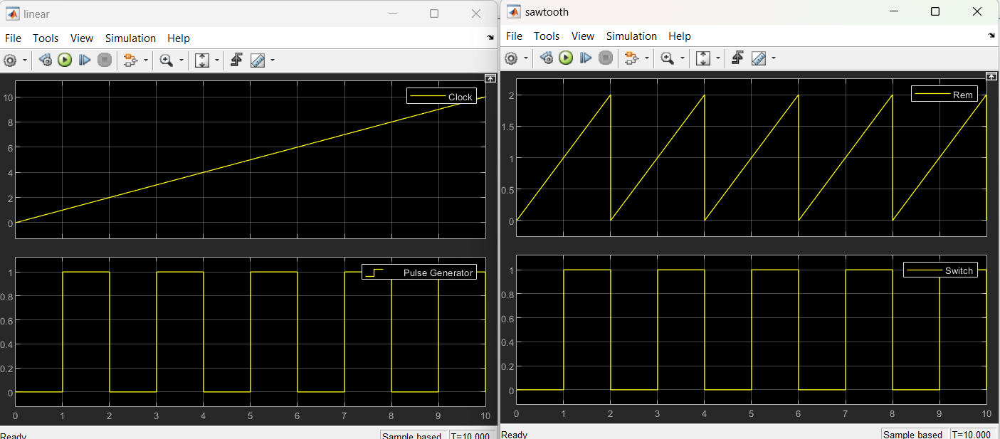 linear
File Tools View Simulation Help
Clock
10
8
6
4
2
0
Pulse Generator
1
0.8
0.6
0.4
0.2
0
0 1 2 3 4 5 6 7 8 9 10
Ready Sample based T=10.000
sawtooth
File Tools View Simulation Help
Rem
2
1.5
1
0.5
0
Switch
1
0.8
0.6
0.4
0.2
0
0 1 2 3 4 5 6 7 8 9 10
Ready Sample based T=10.000